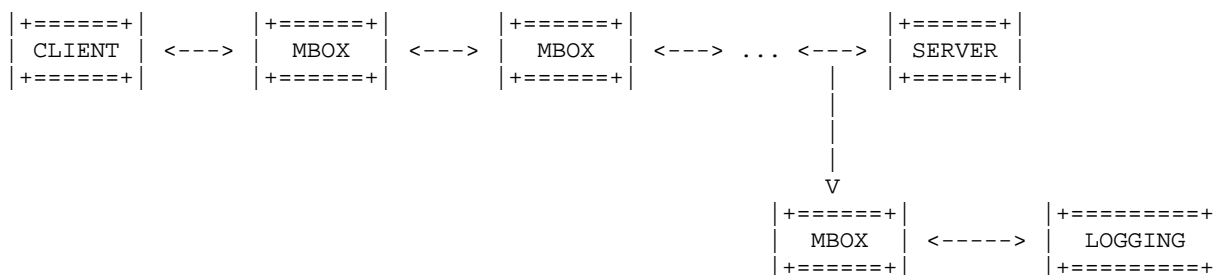 |+======+|       |+======+|       |+======+|                  |+======+|
| CLIENT | <---> |  MBOX  | <---> |  MBOX  | <---> ... <---> | SERVER |
|+======+|       |+======+|       |+======+|             |    |+======+|
|
|
|
|
V
|+======+|         |+=========+
|  MBOX  | <-----> |  LOGGING
|+======+|         |+=========+